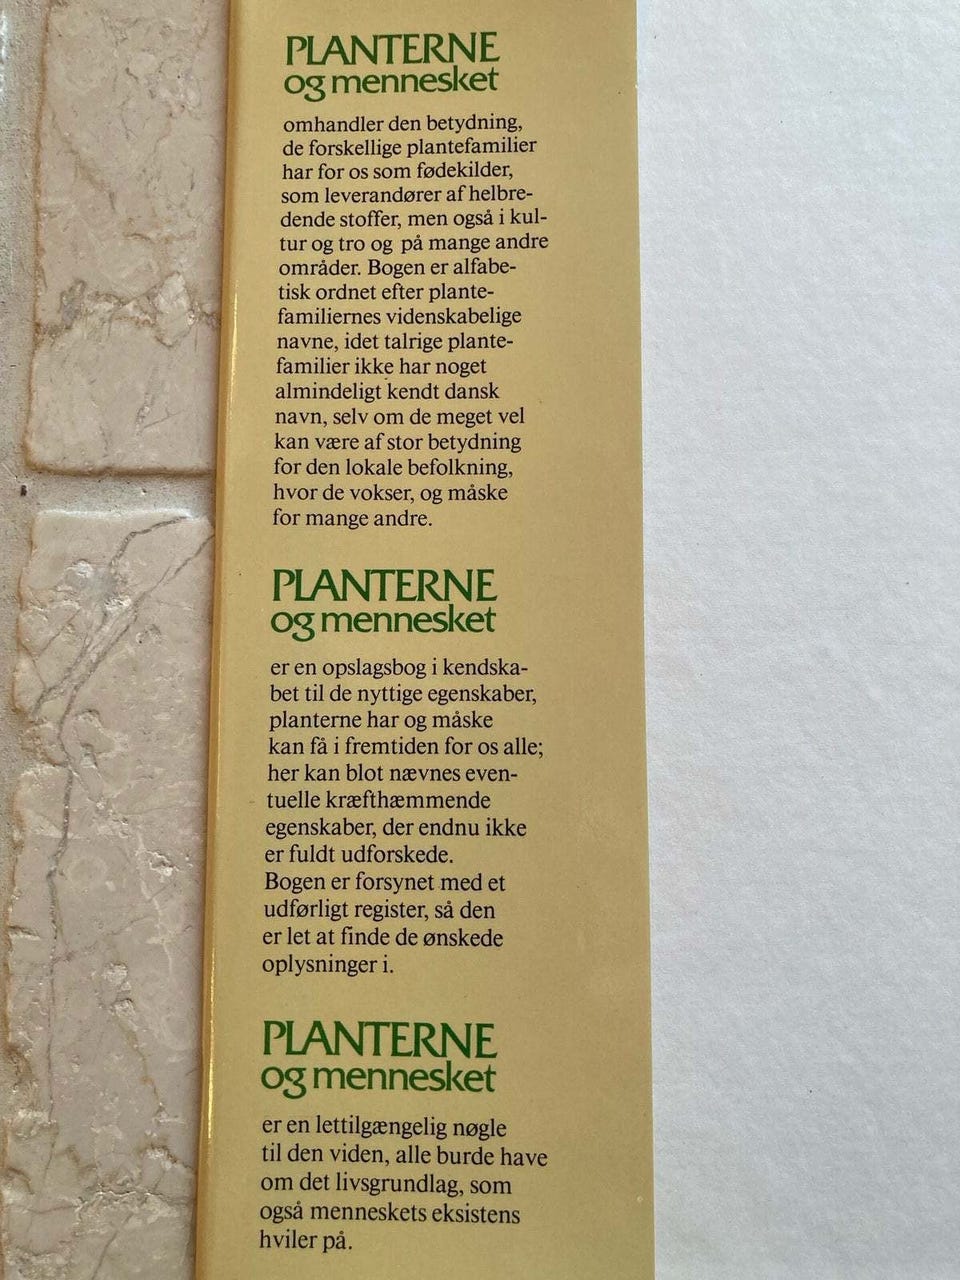 PLANTERNE
og mennesket
omhandler den betydning,
de forskellige plantefamilier
har for os som fødekilder,
som leverandører af helbre-
dende stoffer, men også i kul-
tur og tro og på mange andre
områder. Bogen er alfabe-
tisk ordnet efter plante-
familiernes videnskabelige
navne, idet talrige plante-
familier ikke har noget
almindeligt kendt dansk
navn, selv om de meget vel
kan være af stor betydning
for den lokale befolkning,
hvor de vokser, og måske
for mange andre.
PLANTERNE
og mennesket
er en opslagsbog i kendska-
bet til de nyttige egenskaber,
planterne har og måske
kan få i fremtiden for os alle;
her kan blot nævnes even-
tuelle kræfthæmmende
egenskaber, der endnu ikke
er fuldt udforskede.
Bogen er forsynet med et
udførligt register, så den
er let at finde de ønskede
oplysninger i.
PLANTERNE
og mennesket
er en lettilgængelig nøgle
til den viden, alle burde have
om det livsgrundlag, som
også menneskets eksistens
hviler på.